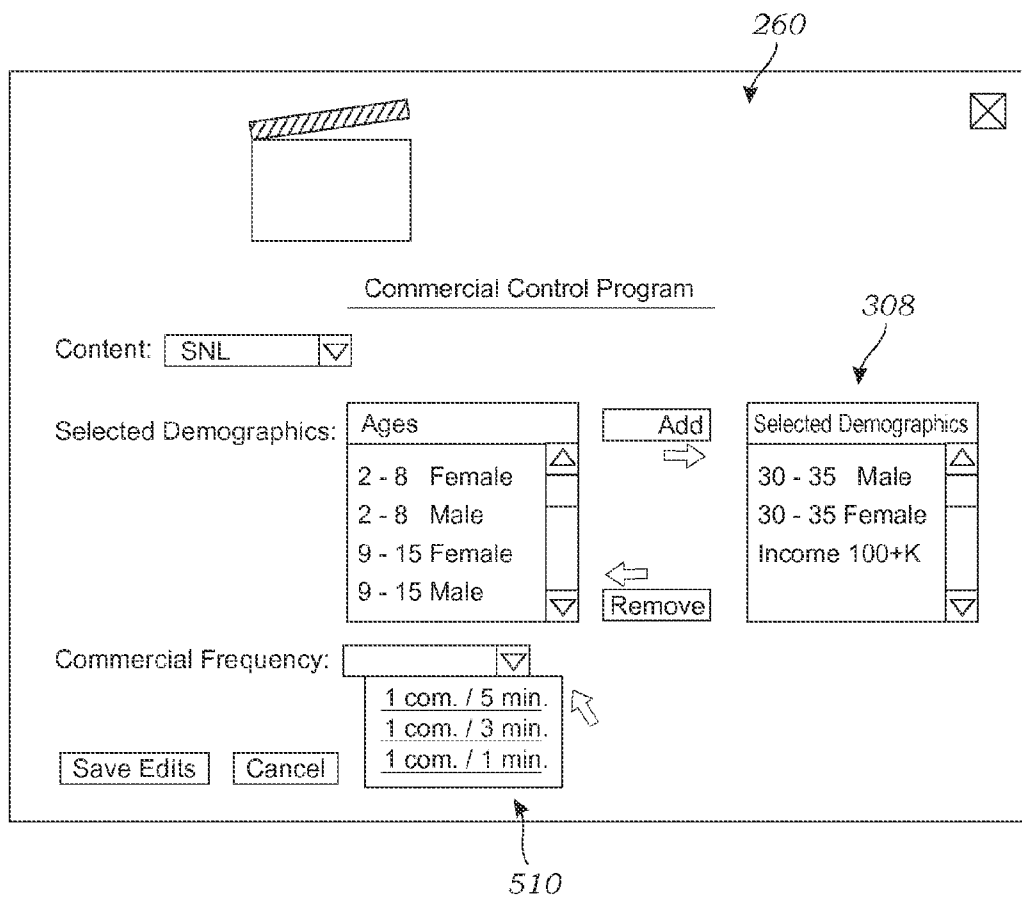 260
Commercial Control Program
308
Content: SNL
Selected Demographics:
Ages
2 - 8 Female
2 - 8 Male
9 - 15 Female
9 - 15 Male
Add
Remove
Selected Demographics
30 - 35 Male
30 - 35 Female
Income 100+K
Commercial Frequency:
1 com. / 5 min.
1 com. / 3 min.
1 com. / 1 min.
Save Edits
Cancel
510